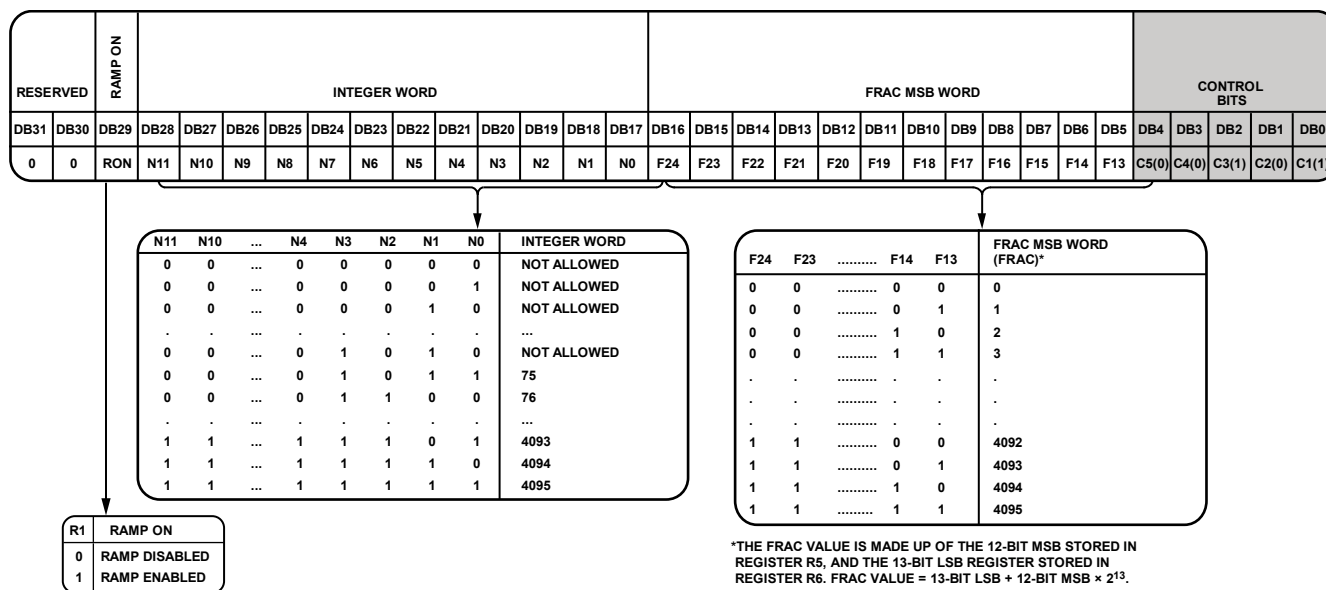 RESERVED RAMP ON INTEGER WORD FRAC MSB WORD CONTROL BITS
DB31 DB30 DB29 DB28 DB27 DB26 DB25 DB24 DB23 DB22 DB21 DB20 DB19 DB18 DB17 DB16 DB15 DB14 DB13 DB12 DB11 DB10 DB9 DB8 DB7 DB6 DB5 DB4 DB3 DB2 DB1 DB0
0 0 RON N11 N10 N9 N8 N7 N6 N5 N4 N3 N2 N1 N0 F24 F23 F22 F21 F20 F19 F18 F17 F16 F15 F14 F13 C5(0) C4(0) C3(1) C2(0) C1(1)
N11 N10 ... N4 N3 N2 N1 N0 INTEGER WORD
0 0 ... 0 0 0 0 0 NOT ALLOWED
0 0 ... 0 0 0 0 1 NOT ALLOWED
0 0 ... 0 0 0 1 0 NOT ALLOWED
. . ... . . . . . ...
0 0 ... 0 1 0 1 0 NOT ALLOWED
0 0 ... 0 1 0 1 1 75
0 0 ... 0 1 1 0 0 76
. . ... . . . . . ...
1 1 ... 1 1 1 0 1 4093
1 1 ... 1 1 1 1 0 4094
1 1 ... 1 1 1 1 1 4095
F24 F23 .......... F14 F13 FRAC MSB WORD (FRAC)*
0 0 .......... 0 0 0
0 0 .......... 0 1 1
0 0 .......... 1 0 2
0 0 .......... 1 1 3
. . .......... . . .
. . .......... . . .
. . .......... . . .
1 1 .......... 0 0 4092
1 1 .......... 0 1 4093
1 1 .......... 1 0 4094
1 1 .......... 1 1 4095
R1 RAMP ON
0 RAMP DISABLED
1 RAMP ENABLED
*THE FRAC VALUE IS MADE UP OF THE 12-BIT MSB STORED IN
REGISTER R5, AND THE 13-BIT LSB REGISTER STORED IN
REGISTER R6. FRAC VALUE = 13-BIT LSB + 12-BIT MSB × 2¹³.